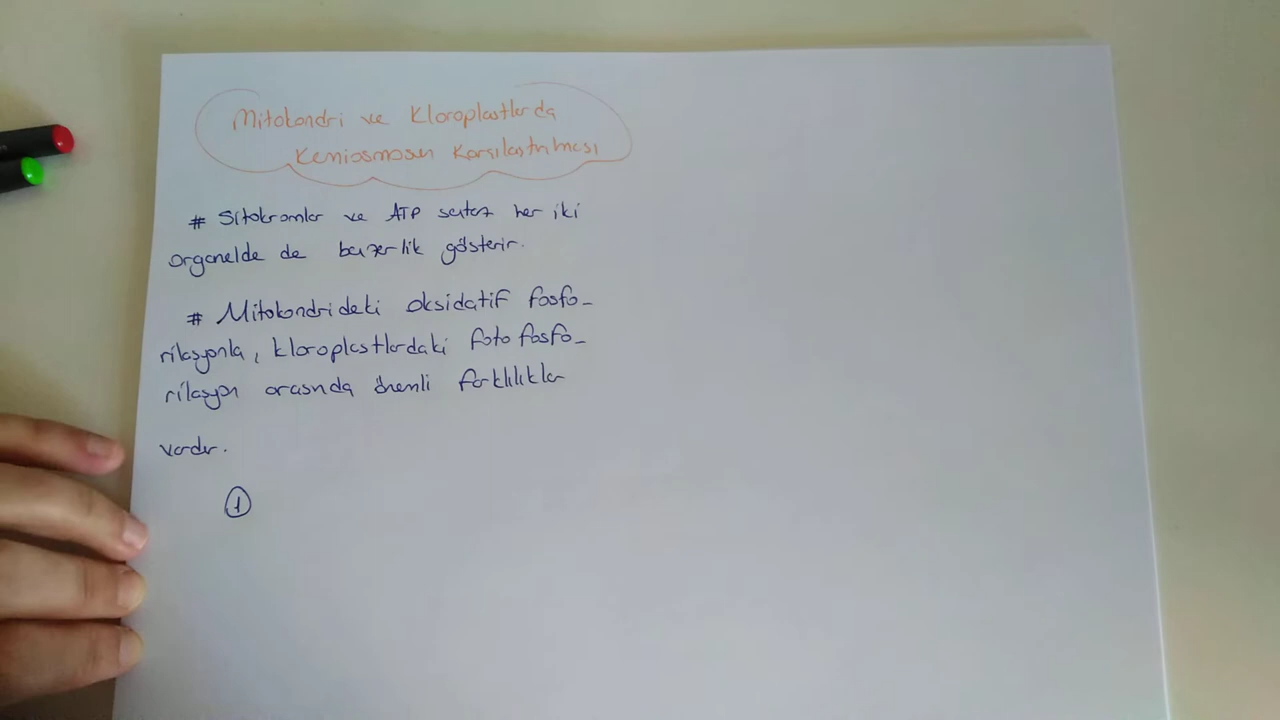 Mitokondri ve Kloroplastlarda
Kemiosmosun Karşılaştırılması
# Sitokromlar ve ATP sentaz her iki
organelde de benzerlik gösterir.
# Mitokondrideki oksidatif fosfo-
rilasyonla, kloroplastlardaki foto fosfo-
rilasyon arasında önemli farklılıklar
vardır.
1